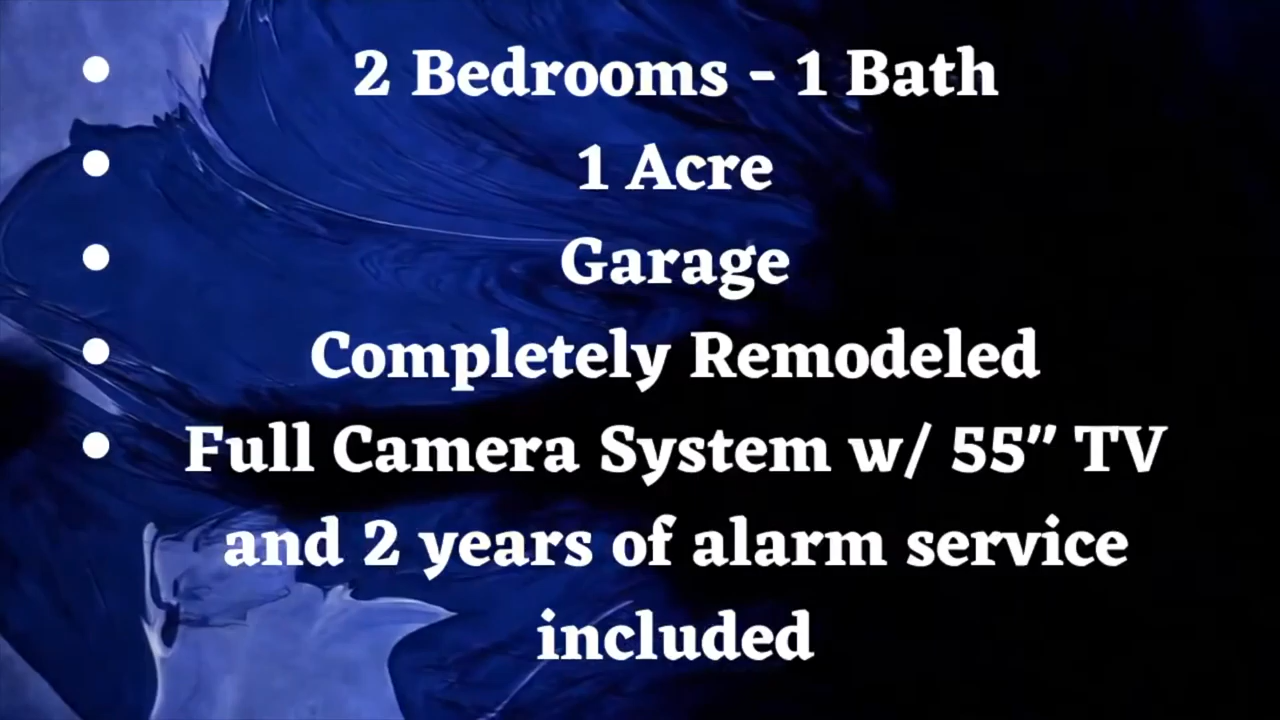 • 2 Bedrooms - 1 Bath
• 1 Acre
• Garage
• Completely Remodeled
• Full Camera System w/ 55" TV
and 2 years of alarm service
included